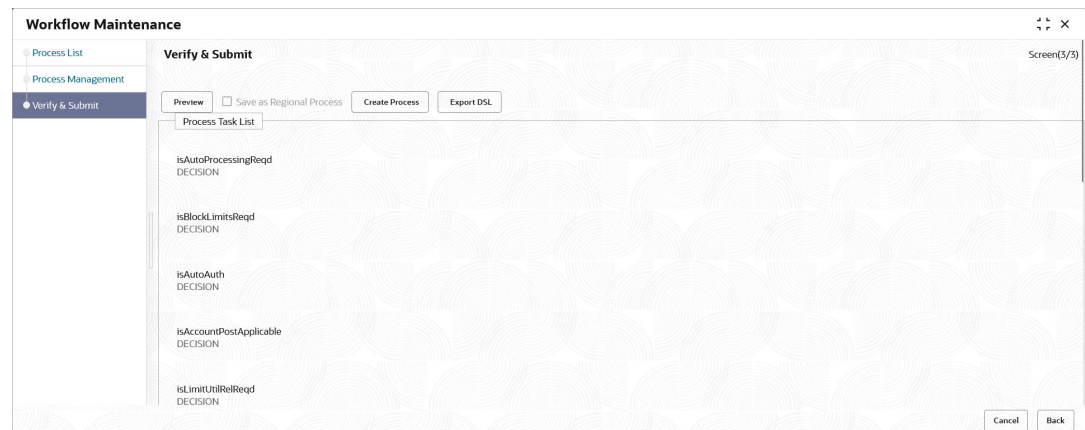 Workflow Maintenance
Process List
Process Management
Verify & Submit
Verify & Submit
Screen(3/3)
Preview
Save as Regional Process
Create Process
Export DSL
Process Task List
isAutoProcessingReqd
DECISION
isBlockLimitsReqd
DECISION
isAutoAuth
DECISION
isAccountPostApplicable
DECISION
isLimitUtilRelReqd
DECISION
Cancel
Back